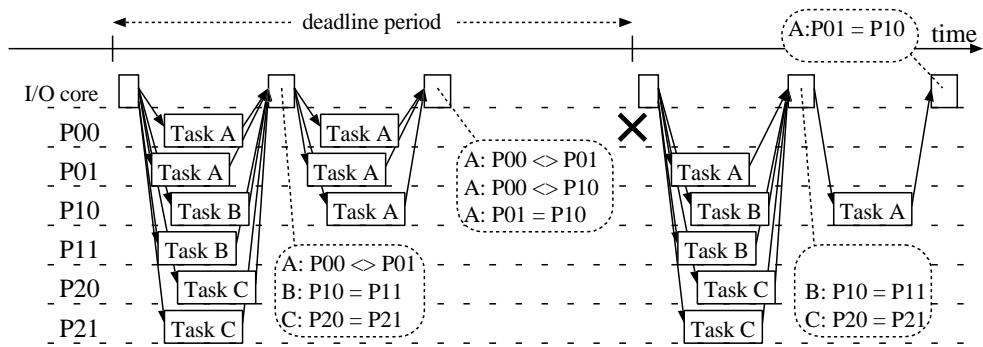 deadline period
A:P01 = P10
time
I/O core
P00
Task A
Task A
P01
Task A
Task A
Task A
A: P00 <> P01
A: P00 <> P10
A: P01 = P10
P10
Task B
Task A
Task B
Task A
P11
Task B
Task B
A: P00 <> P01
B: P10 = P11
C: P20 = P21
P20
Task C
Task C
B: P10 = P11
C: P20 = P21
P21
Task C
Task C